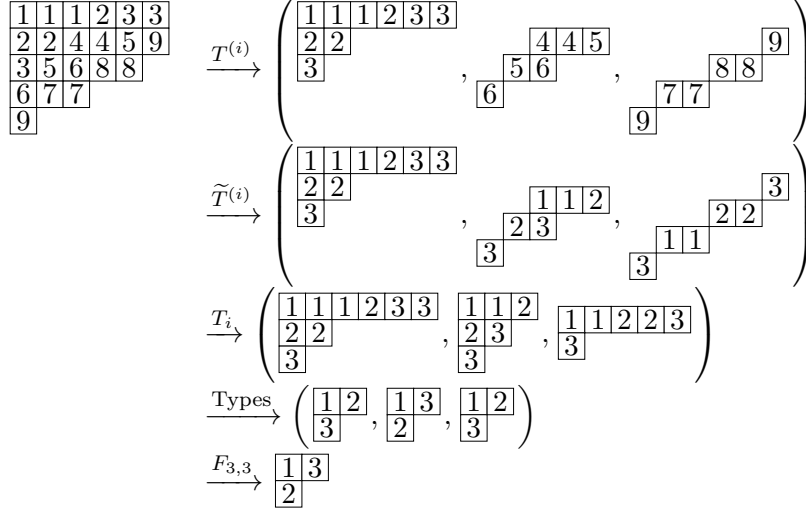 1 1 1 2 3 3 1 1 1 2 3 3
2 2 4 4 5 9 T^(i) 2 2 4 4 5 9
3 5 6 8 8 → ( 3 , 5 6 , 8 8 )
6 7 7 6 7 7
9 9
1 1 1 2 3 3
T̃^(i) 2 2 1 1 2 3
→ ( 3 , 2 3 , 2 2 )
3 1 1
3
1 1 1 2 3 3 1 1 2 1 1 2 2 3
T_i → ( 2 2 , 2 3 , 3 )
3 3
Types → ( 1 2 , 1 3 , 1 2 )
3 2 3
F_{3,3} → 1 3
2